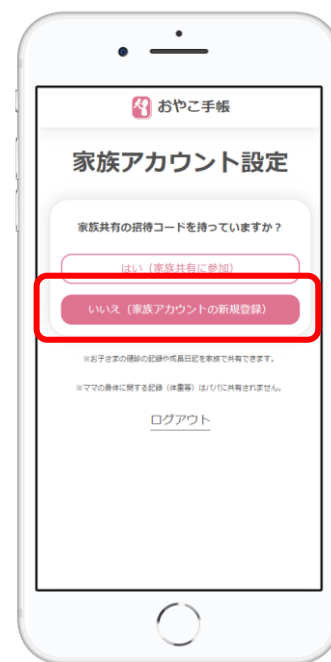 おやこ手帳
家族アカウント設定
家族共有の招待コードを持っていますか？
はい（家族共有に参加）
いいえ（家族アカウントの新規登録）
※お子さまの健診の記録や成長日記を家族で共有できます。
※ママの身体に関する記録（体重等）はパパに共有されません。
ログアウト